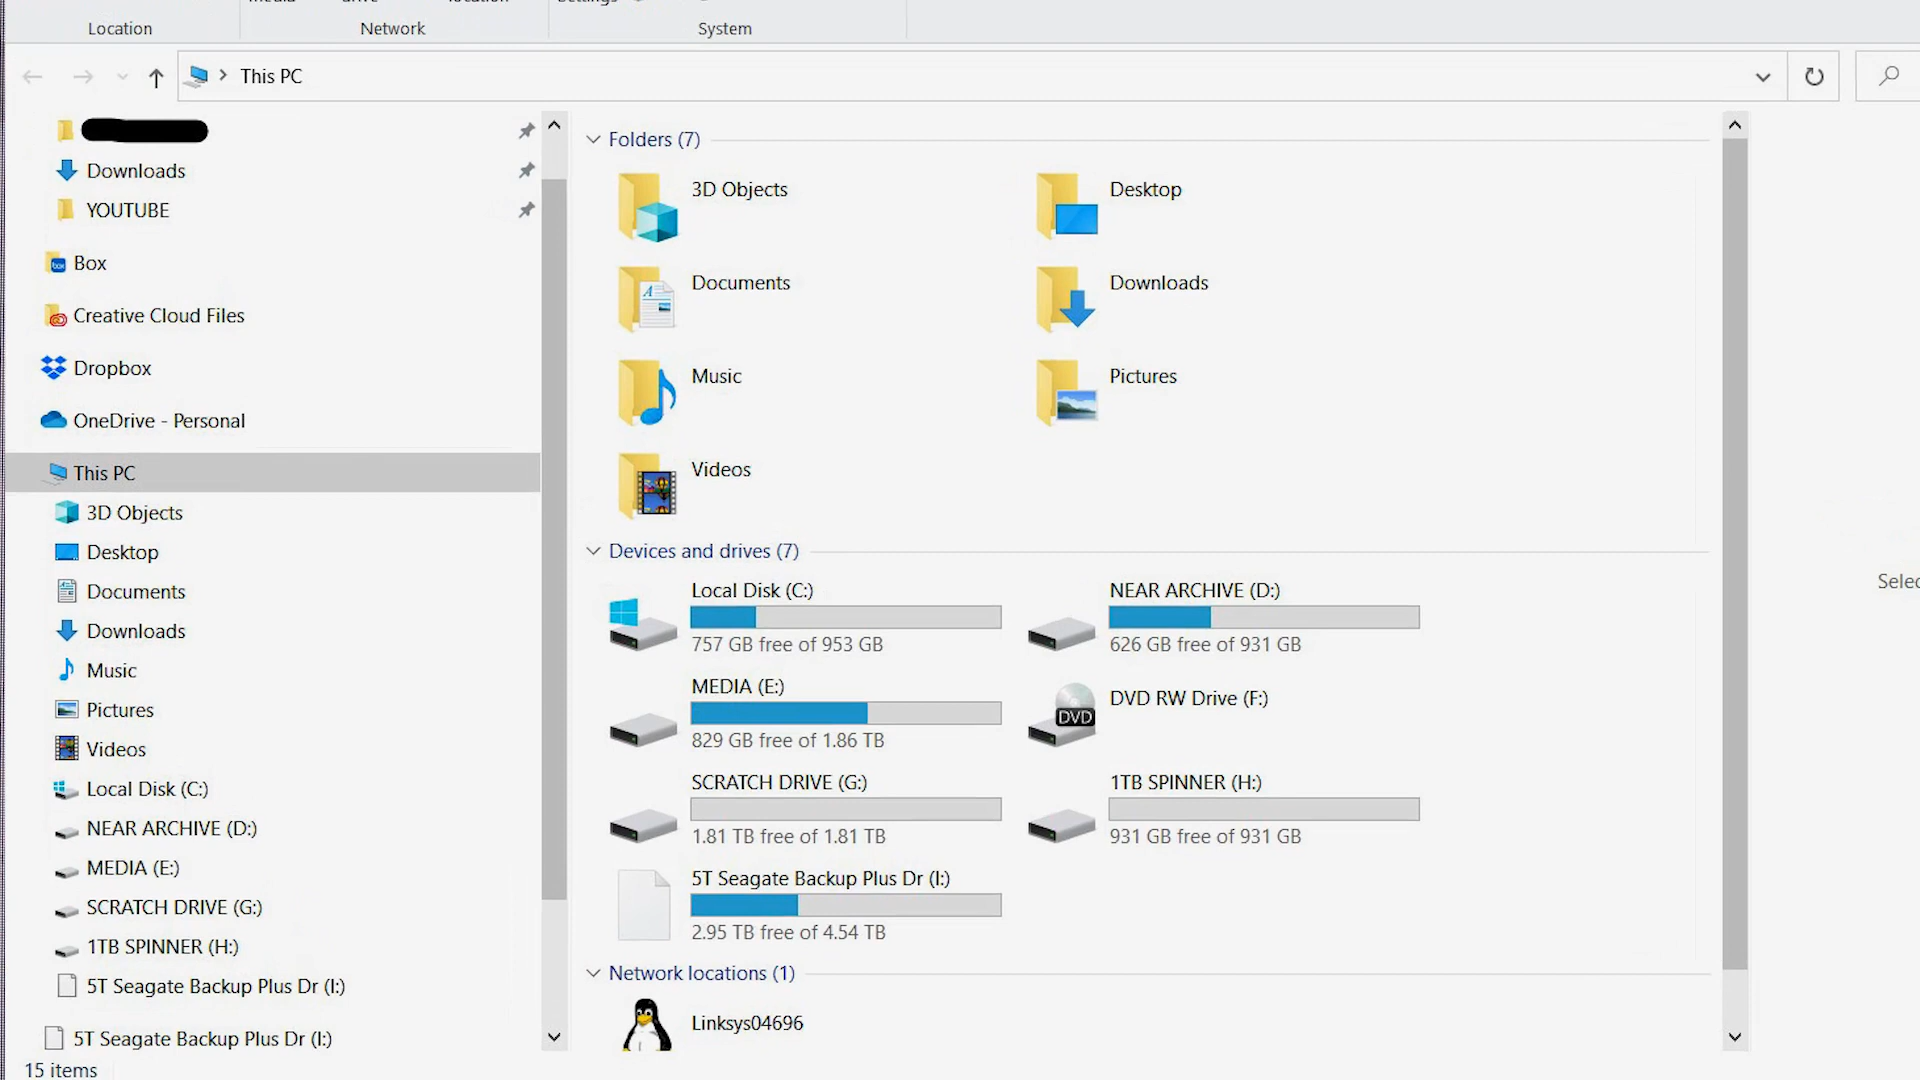 media drive location Settings
Location Network System
This PC
Downloads
YOUTUBE
Box
Creative Cloud Files
Dropbox
OneDrive - Personal
This PC
3D Objects
Desktop
Documents
Downloads
Music
Pictures
Videos
Local Disk (C:)
NEAR ARCHIVE (D:)
MEDIA (E:)
SCRATCH DRIVE (G:)
1TB SPINNER (H:)
5T Seagate Backup Plus Dr (I:)
5T Seagate Backup Plus Dr (I:)
15 items
Folders (7)
3D Objects
Desktop
Documents
Downloads
Music
Pictures
Videos
Devices and drives (7)
Local Disk (C:)
757 GB free of 953 GB
NEAR ARCHIVE (D:)
626 GB free of 931 GB
MEDIA (E:)
829 GB free of 1.86 TB
DVD
DVD RW Drive (F:)
SCRATCH DRIVE (G:)
1.81 TB free of 1.81 TB
1TB SPINNER (H:)
931 GB free of 931 GB
5T Seagate Backup Plus Dr (I:)
2.95 TB free of 4.54 TB
Network locations (1)
Linksys04696
Selec